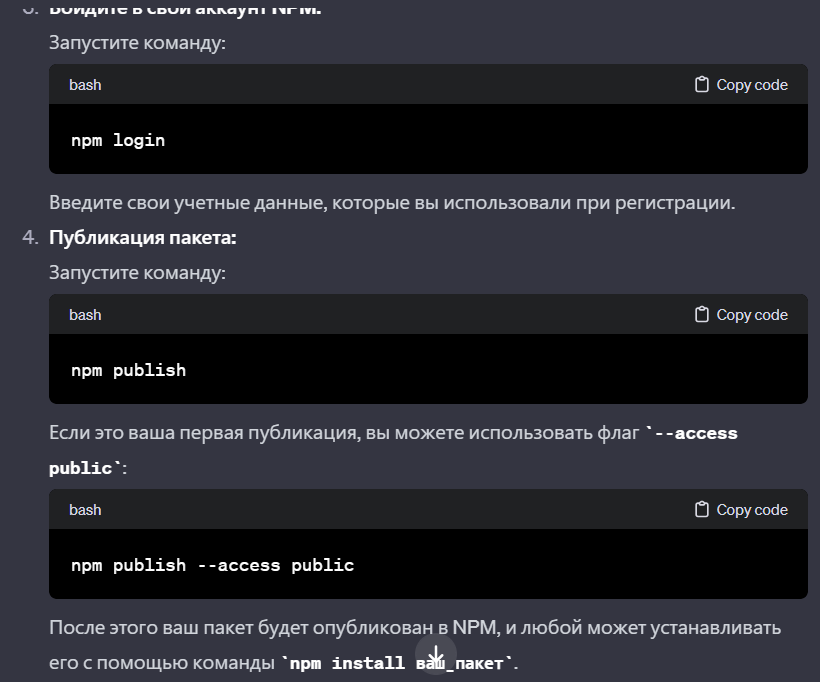 3. Войдите в свой аккаунт NPM:
Запустите команду:
bash Copy code
npm login
Введите свои учетные данные, которые вы использовали при регистрации.
4. Публикация пакета:
Запустите команду:
bash Copy code
npm publish
Если это ваша первая публикация, вы можете использовать флаг `--access
public`:
bash Copy code
npm publish --access public
После этого ваш пакет будет опубликован в NPM, и любой может устанавливать
его с помощью команды `npm install ваш_пакет`.